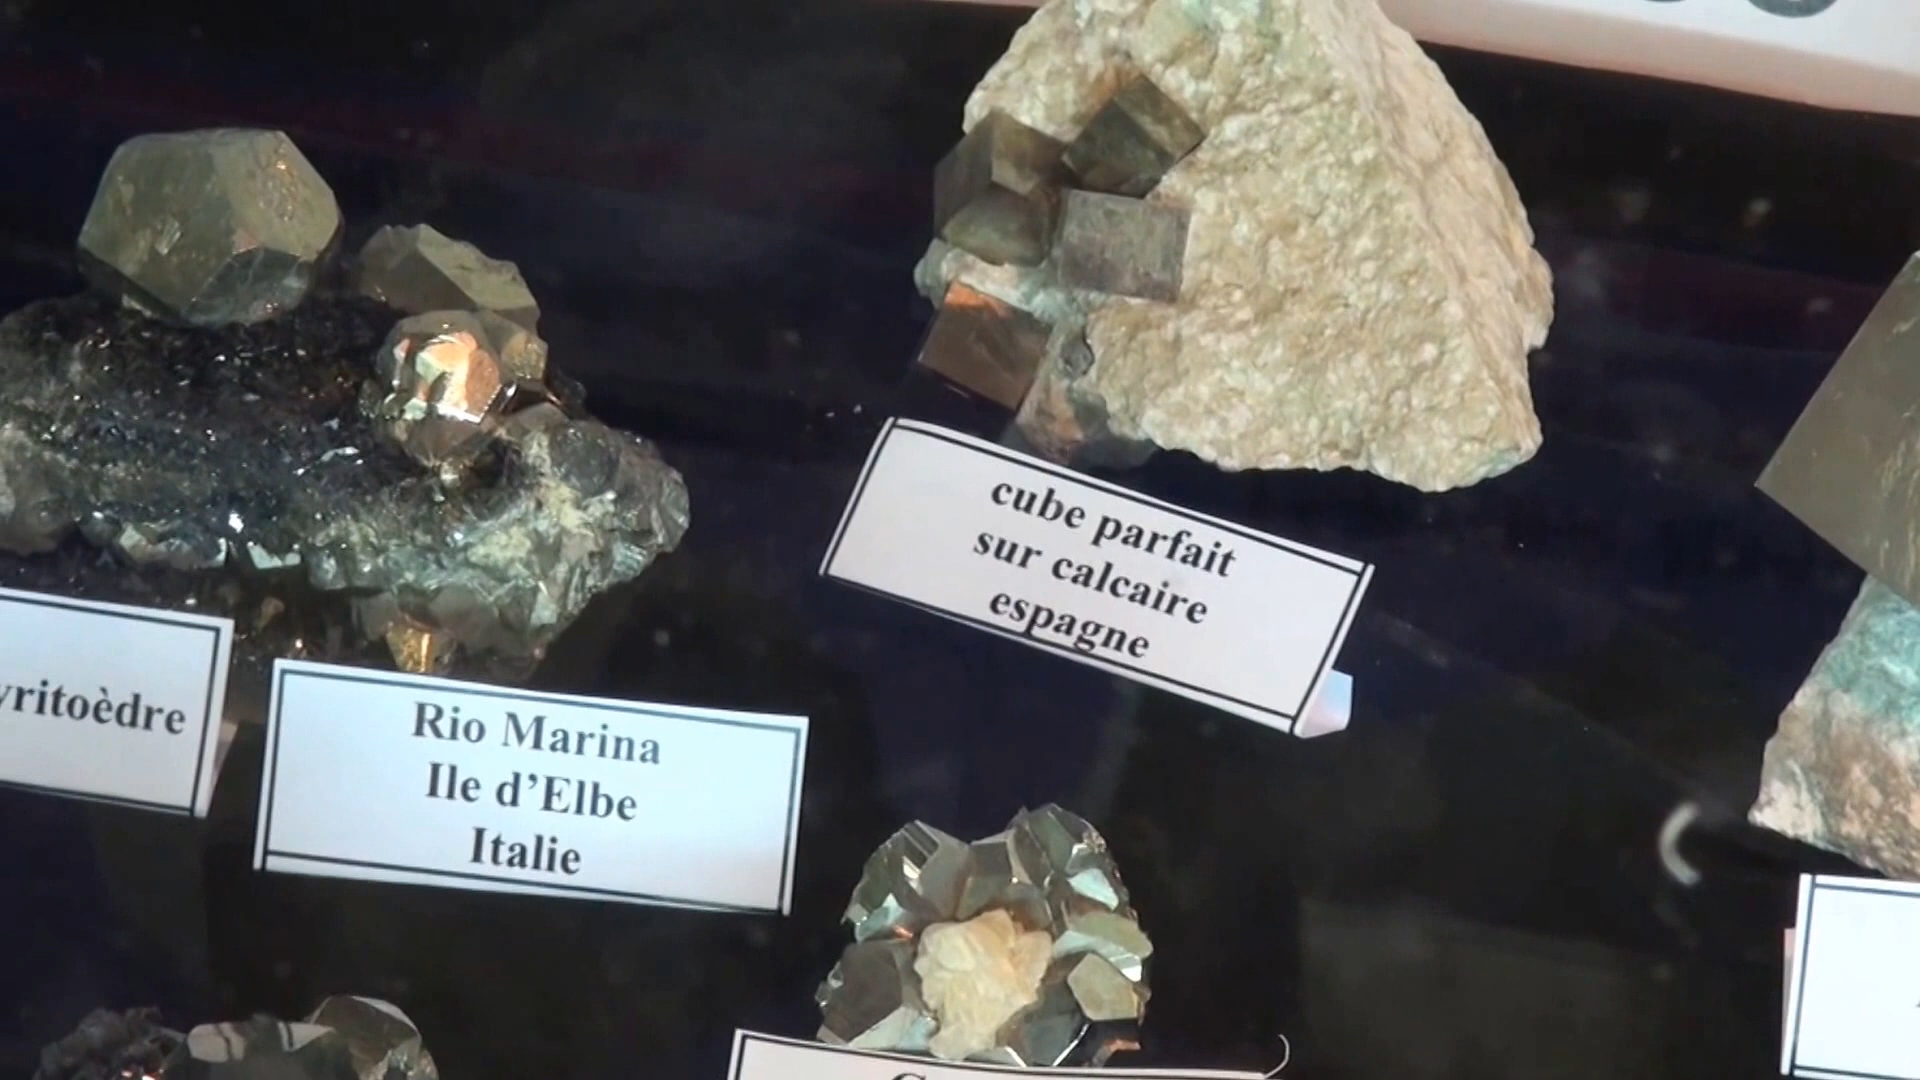 cube parfait
sur calcaire
espagne
yritoèdre
Rio Marina
Ile d’Elbe
Italie